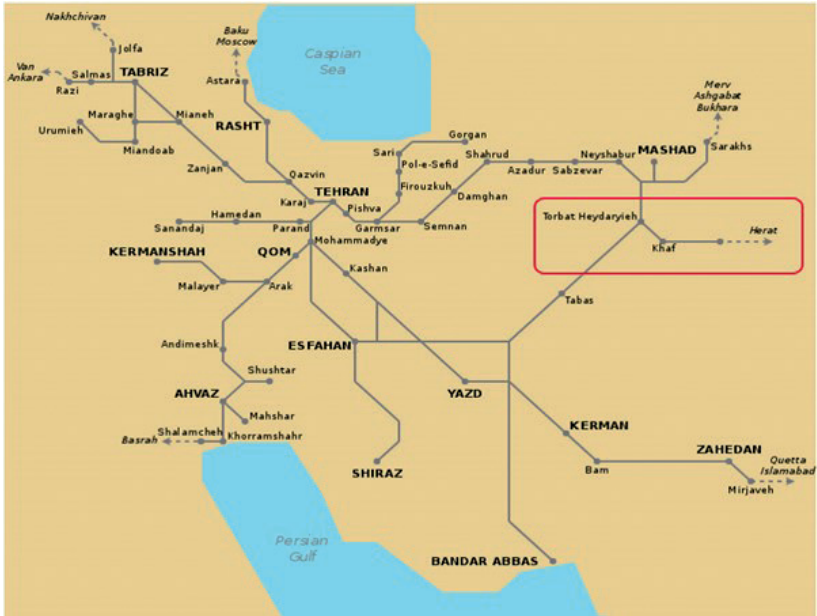 Nakhchivan
Jolfa
Van
Ankara
Salmas
TABRIZ
Razi
Baku
Moscow
Astara
Caspian
Sea
Maraghe
Mianeh
Urumieh
Miandoab
RASHT
Zanjan
Qazvin
Gorgan
Sari
Pol-e-Sefid
Firouzkuh
Shahrud
Azadur
Sabzevar
Neyshabur
MASHAD
Sarakhs
Merv
Ashgabat
Bukhara
TEHRAN
Karaj
Pishva
Damghan
Garmsar
Semnan
Hamedan
Sanandaj
Parand
Mohammadye
Torbat Heydaryieh
Khaf
Herat
KERMANSHAH
QOM
Kashan
Malayer
Arak
Tabas
Andimeshk
ESFAHAN
Shushtar
AHVAZ
Mahshar
YAZD
Shalamcheh
Basrah
Khorramshahr
KERMAN
SHIRAZ
Bam
ZAHEDAN
Quetta
Islamabad
Mirjaveh
Persian
Gulf
BANDAR ABBAS